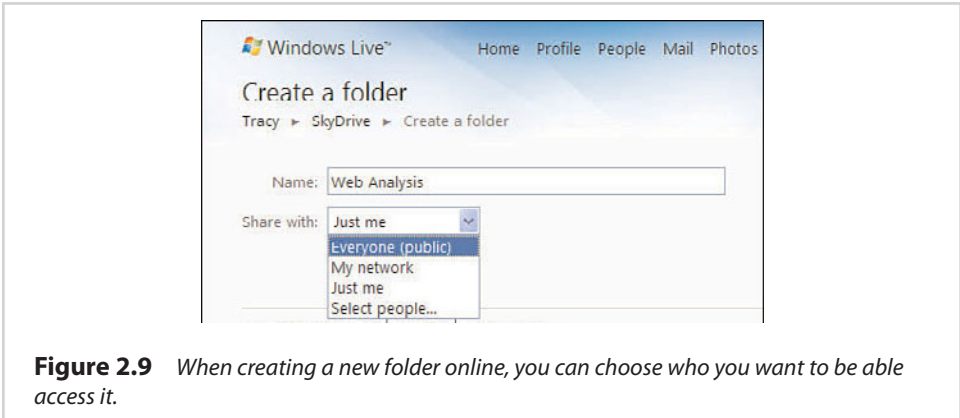 Windows Live™ Home Profile People Mail Photos
Create a folder
Tracy ► SkyDrive ► Create a folder
Name: Web Analysis
Share with: Just me
Everyone (public)
My network
Just me
Select people...
Figure 2.9 When creating a new folder online, you can choose who you want to be able
access it.